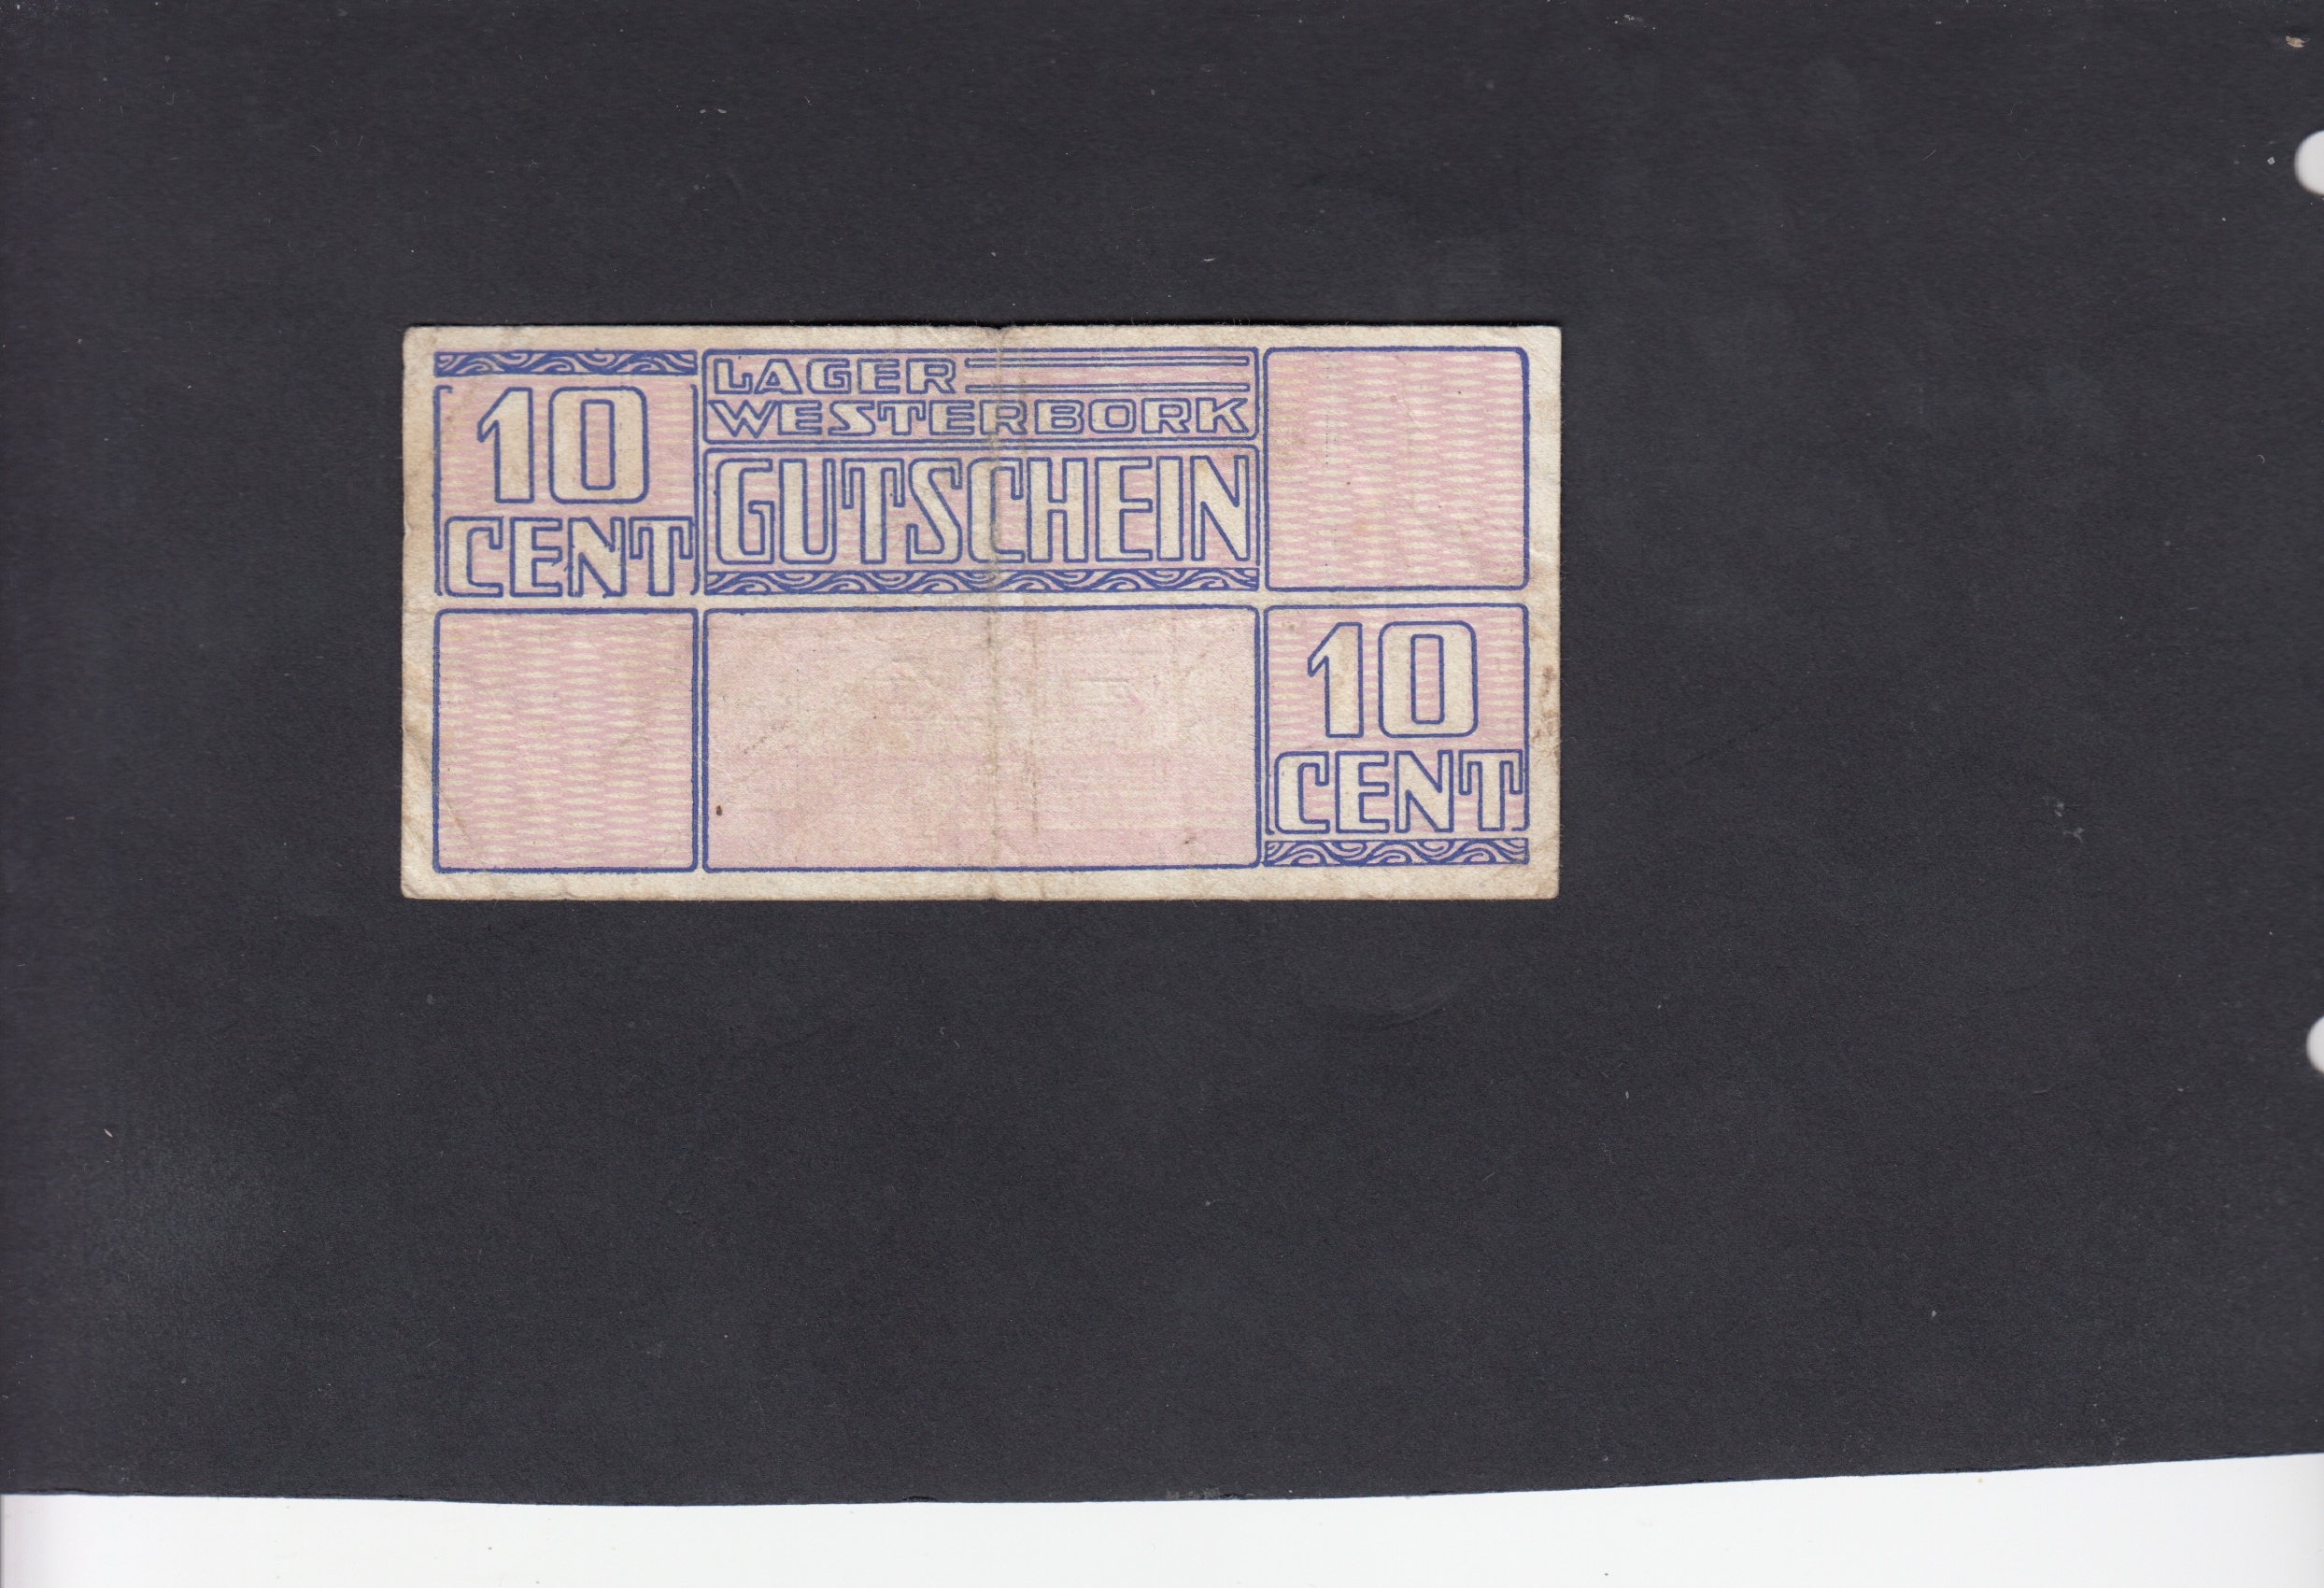 10
CENT
LAGER
WESTERBORK
GUTSCHEIN
10
CENT